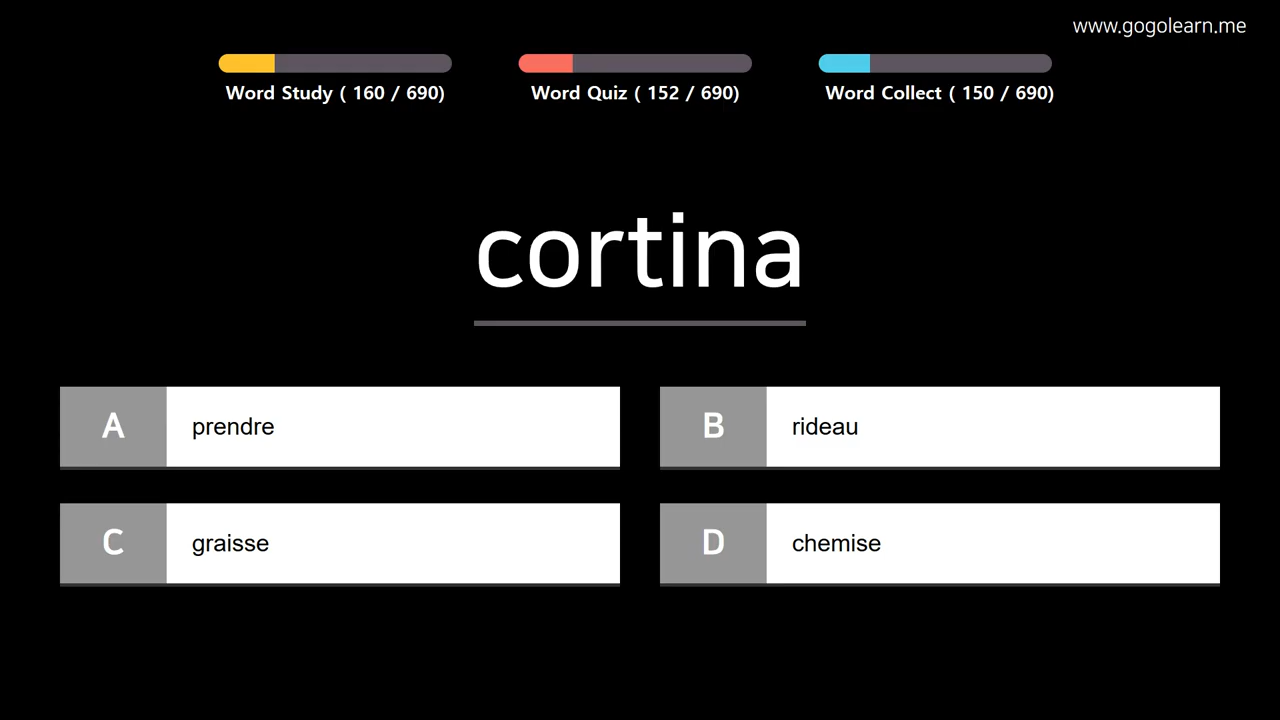 www.gogolearn.me
Word Study ( 160 / 690)
Word Quiz ( 152 / 690)
Word Collect ( 150 / 690)
cortina
A prendre
B rideau
C graisse
D chemise